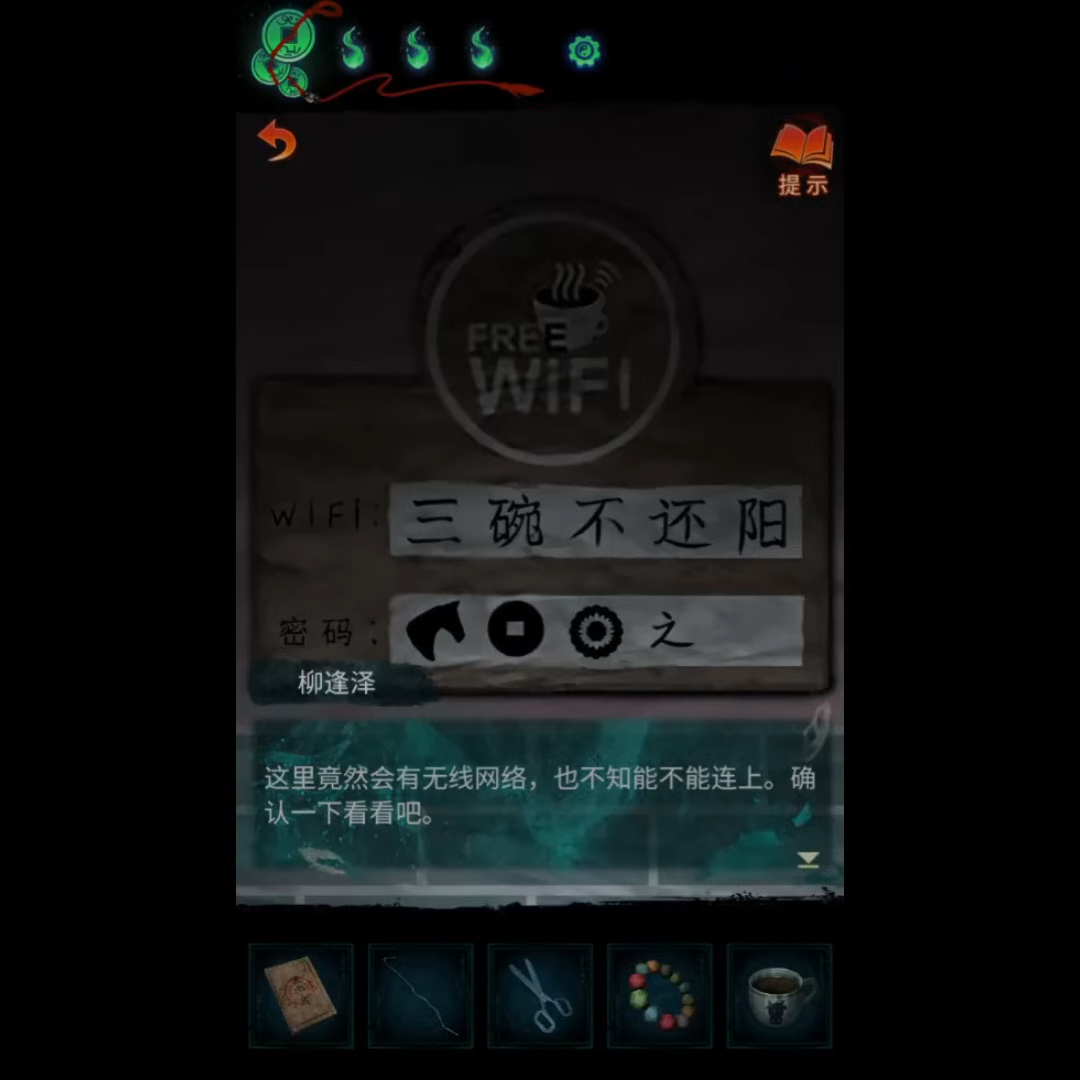 提示
FREE
WiFi
WiFi: 三碗不还阳
密码: 之
柳逢泽
这里竟然会有无线网络，也不知能不能连上。确
认一下看看吧。